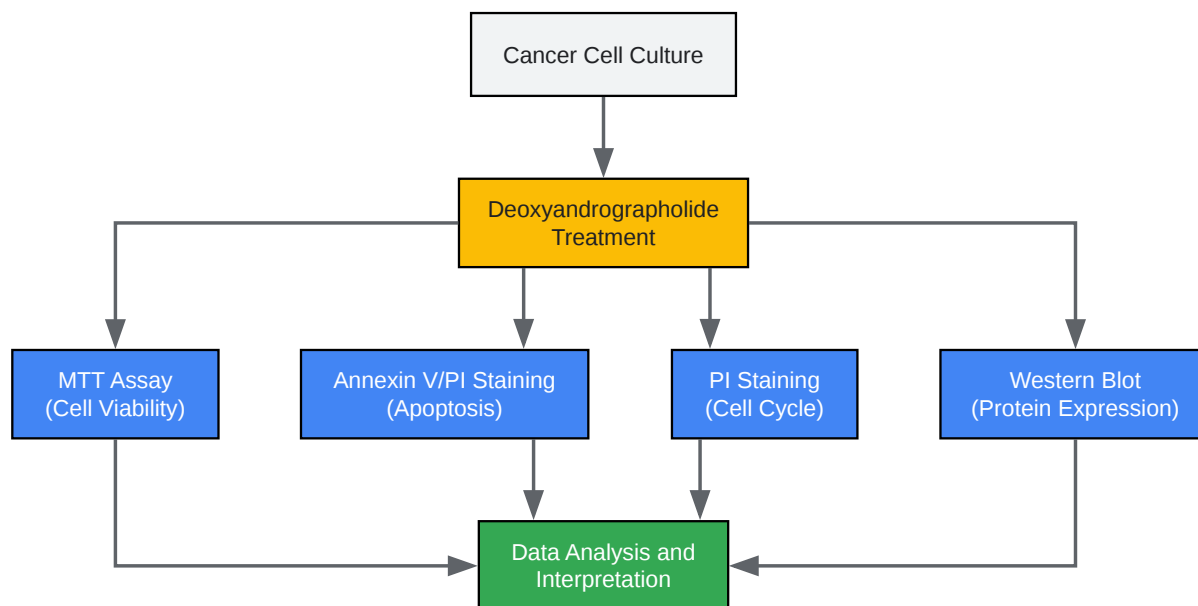 Cancer Cell Culture
Deoxyandrographolide
Treatment
MTT Assay
(Cell Viability)
Annexin V/PI Staining
(Apoptosis)
PI Staining
(Cell Cycle)
Western Blot
(Protein Expression)
Data Analysis and
Interpretation